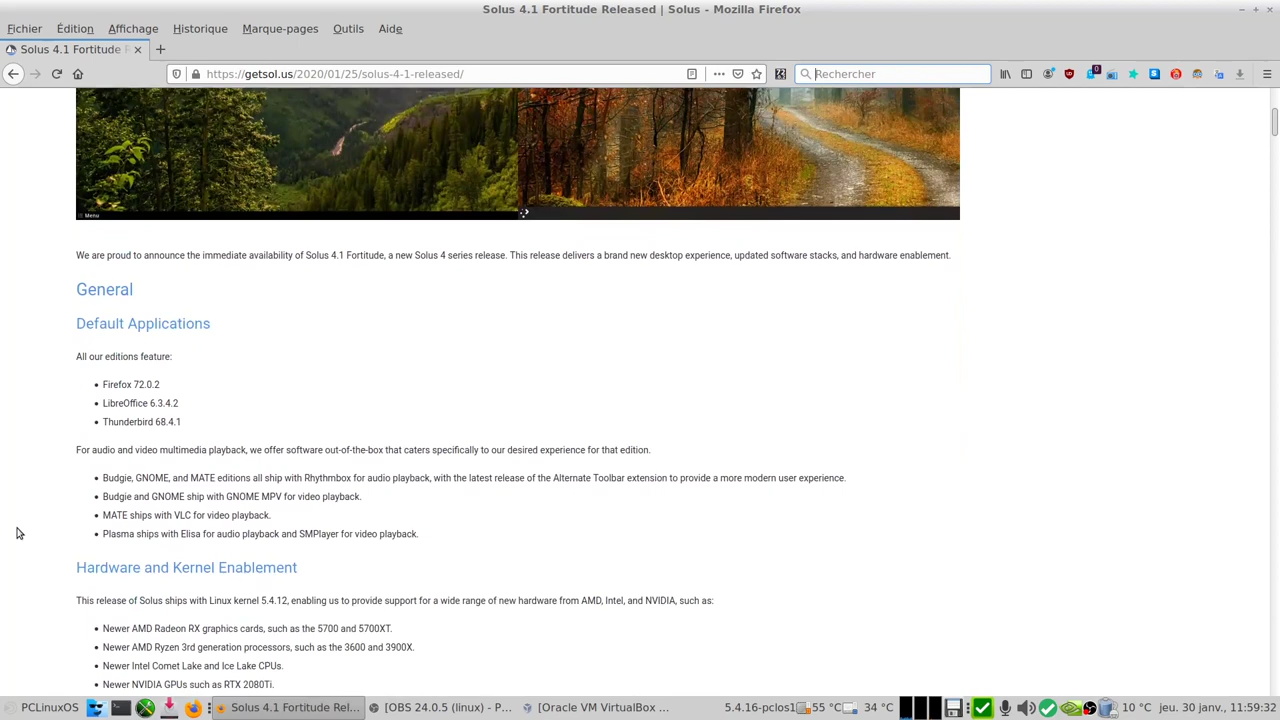 Solus 4.1 Fortitude Released | Solus - Mozilla Firefox
Fichier Édition Affichage Historique Marque-pages Outils Aide
Solus 4.1 Fortitude
https://getsol.us/2020/01/25/solus-4-1-released/
Rechercher
0
Menu
We are proud to announce the immediate availability of Solus 4.1 Fortitude, a new Solus 4 series release. This release delivers a brand new desktop experience, updated software stacks, and hardware enablement.
General
Default Applications
All our editions feature:
Firefox 72.0.2
LibreOffice 6.3.4.2
Thunderbird 68.4.1
For audio and video multimedia playback, we offer software out-of-the-box that caters specifically to our desired experience for that edition.
Budgie, GNOME, and MATE editions all ship with Rhythmbox for audio playback, with the latest release of the Alternate Toolbar extension to provide a more modern user experience.
Budgie and GNOME ship with GNOME MPV for video playback.
MATE ships with VLC for video playback.
Plasma ships with Elisa for audio playback and SMPlayer for video playback.
Hardware and Kernel Enablement
This release of Solus ships with Linux kernel 5.4.12, enabling us to provide support for a wide range of new hardware from AMD, Intel, and NVIDIA, such as:
Newer AMD Radeon RX graphics cards, such as the 5700 and 5700XT.
Newer AMD Ryzen 3rd generation processors, such as the 3600 and 3900X.
Newer Intel Comet Lake and Ice Lake CPUs.
Newer NVIDIA GPUs such as RTX 2080Ti.
PCLinuxOS Solus 4.1 Fortitude Rel... [OBS 24.0.5 (linux) - P... [Oracle VM VirtualBox ... 5.4.16-pclos1 55 °C 34 °C 10 °C jeu. 30 janv., 11:59:32